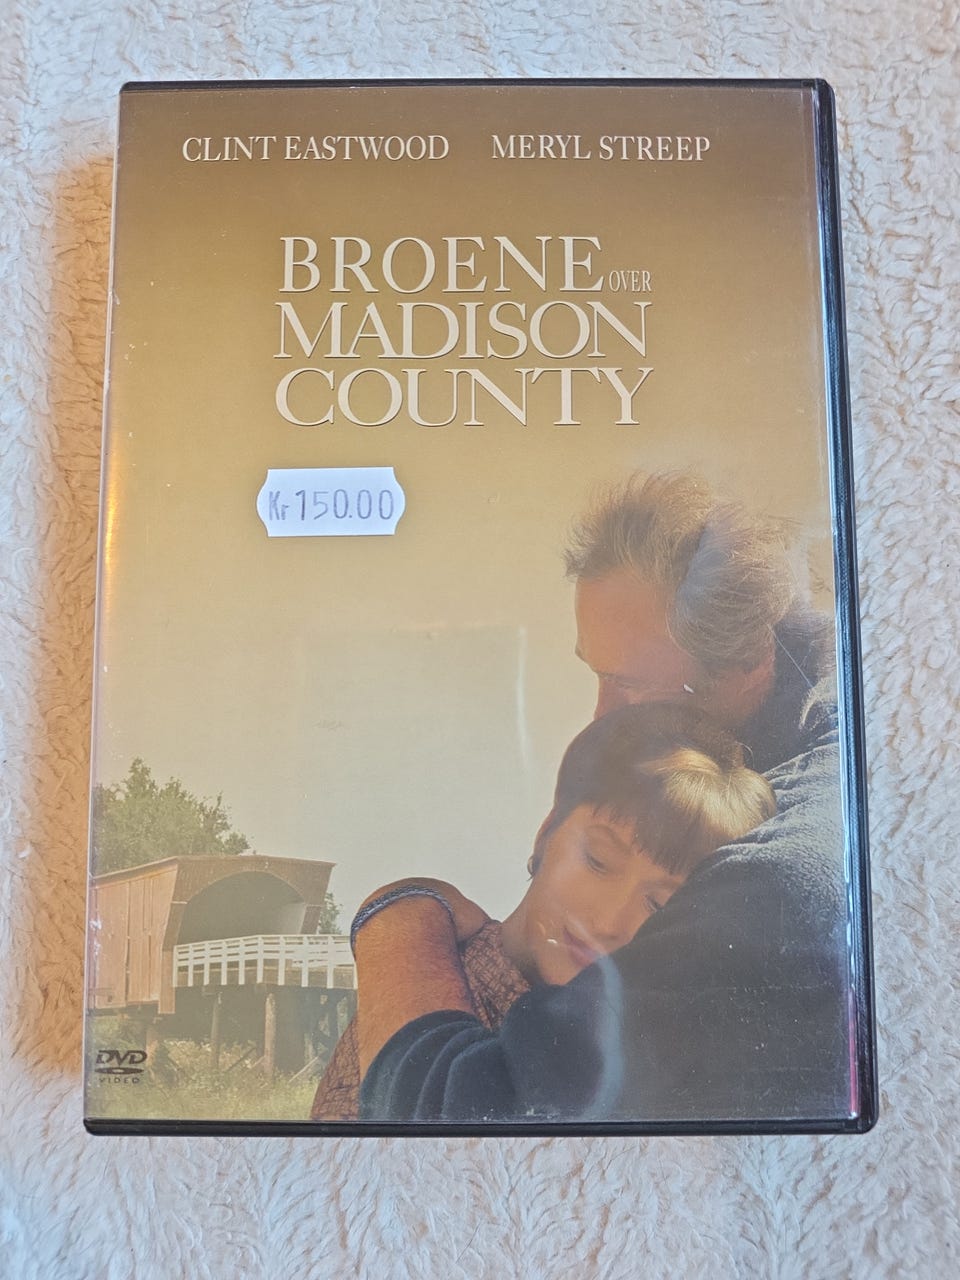 CLINT EASTWOOD MERYL STREEP
BROENE OVER
MADISON
COUNTY
Kr 150.00
DVD
VIDEO